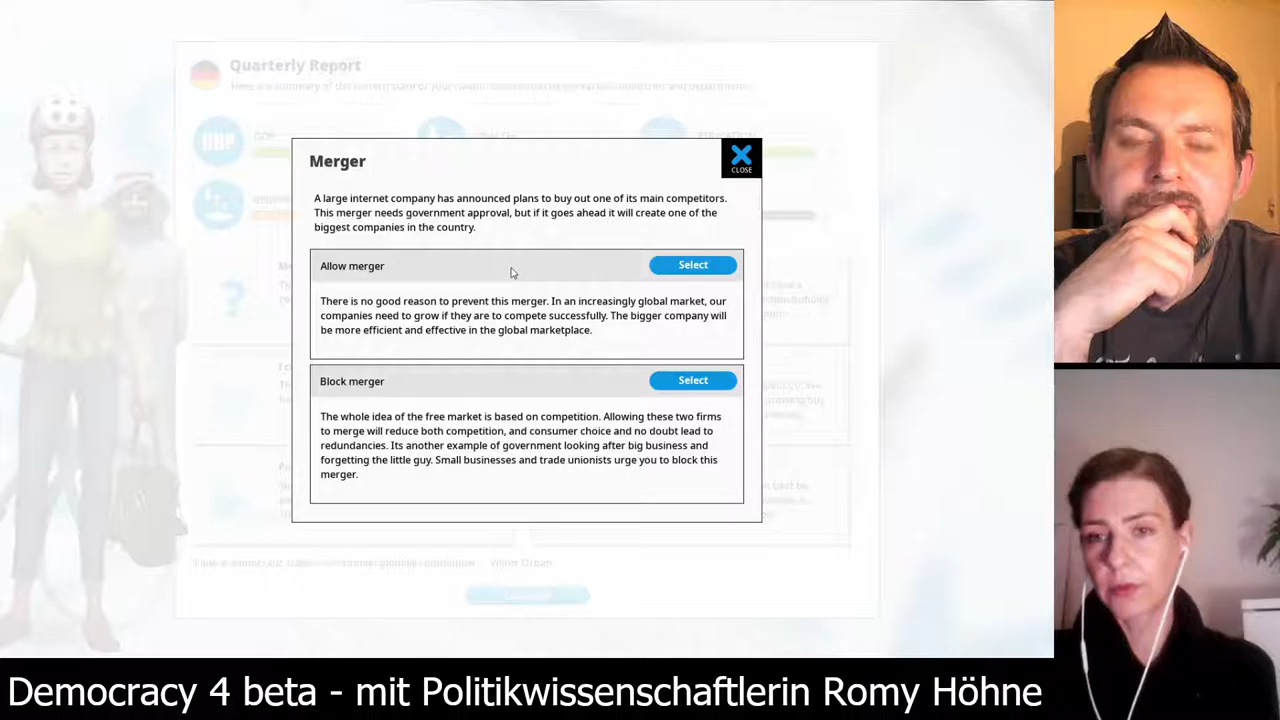 Quarterly Report
Merger
CLOSE
A large internet company has announced plans to buy out one of its main competitors.
This merger needs government approval, but if it goes ahead it will create one of the
biggest companies in the country.
Allow merger
Select
There is no good reason to prevent this merger. In an increasingly global market, our
companies need to grow if they are to compete successfully. The bigger company will
be more efficient and effective in the global marketplace.
Block merger
Select
The whole idea of the free market is based on competition. Allowing these two firms
to merge will reduce both competition, and consumer choice and no doubt lead to
redundancies. Its another example of government looking after big business and
forgetting the little guy. Small businesses and trade unionists urge you to block this
merger.
Democracy 4 beta - mit Politikwissenschaftlerin Romy Höhne